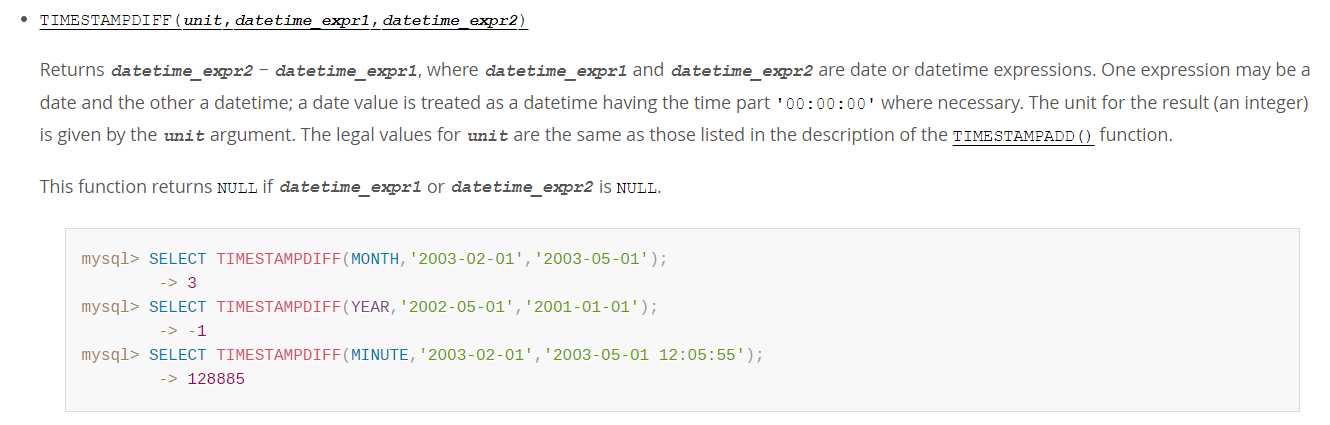 • TIMESTAMPDIFF(unit,datetime_expr1,datetime_expr2)
Returns datetime_expr2 − datetime_expr1, where datetime_expr1 and datetime_expr2 are date or datetime expressions. One expression may be a
date and the other a datetime; a date value is treated as a datetime having the time part '00:00:00' where necessary. The unit for the result (an integer)
is given by the unit argument. The legal values for unit are the same as those listed in the description of the TIMESTAMPADD() function.
This function returns NULL if datetime_expr1 or datetime_expr2 is NULL.
mysql> SELECT TIMESTAMPDIFF(MONTH,'2003-02-01','2003-05-01');
        -> 3
mysql> SELECT TIMESTAMPDIFF(YEAR,'2002-05-01','2001-01-01');
        -> -1
mysql> SELECT TIMESTAMPDIFF(MINUTE,'2003-02-01','2003-05-01 12:05:55');
        -> 128885